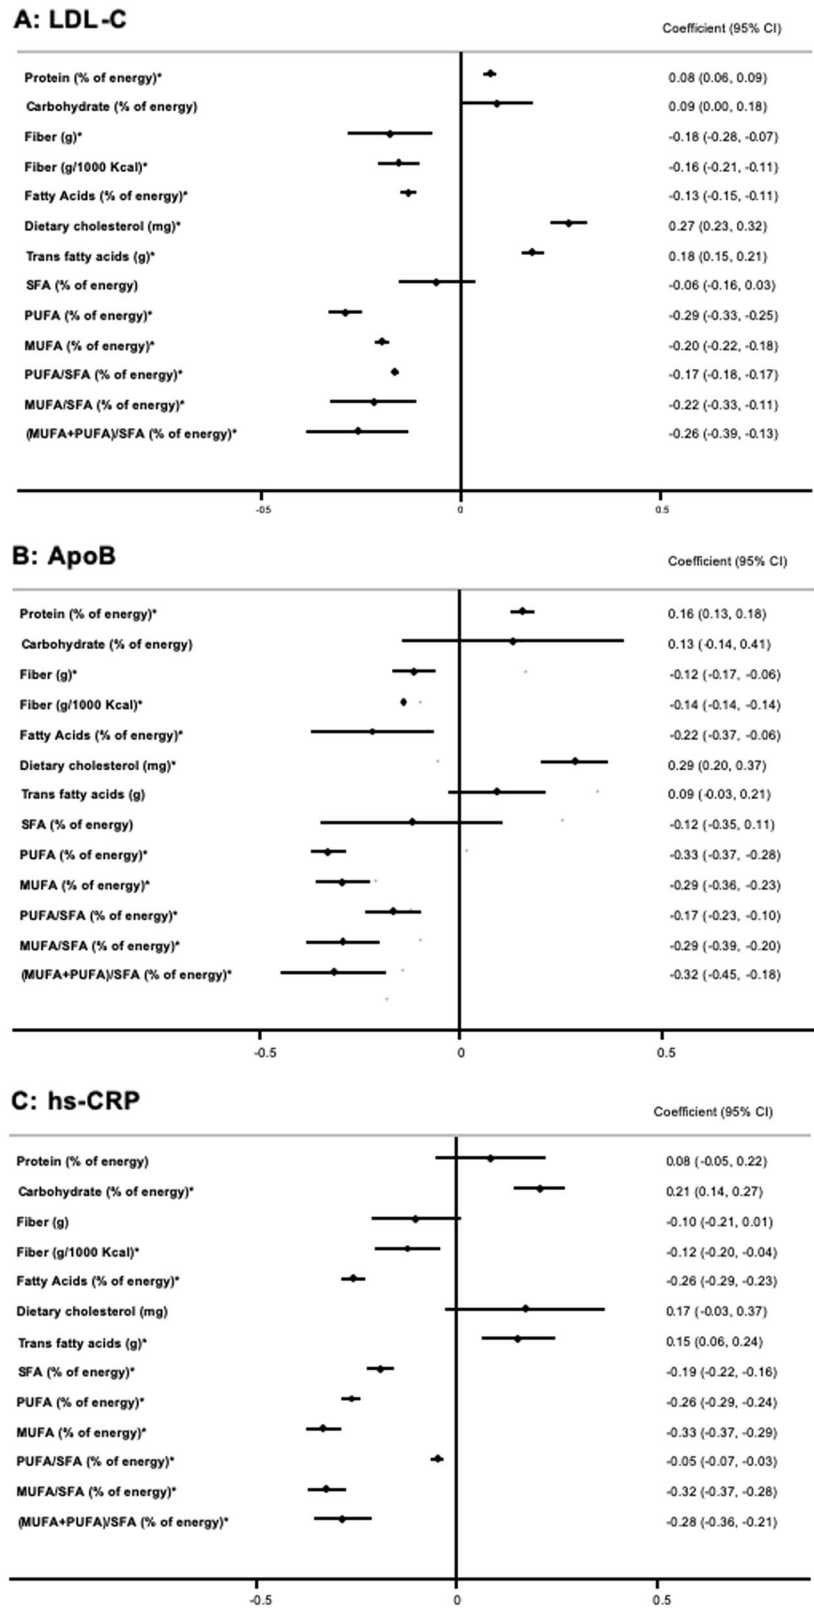 A: LDL-C
Coefficient (95% CI)
Protein (% of energy)* 0.08 (0.06, 0.09)
Carbohydrate (% of energy) 0.09 (0.00, 0.18)
Fiber (g)* -0.18 (-0.28, -0.07)
Fiber (g/1000 Kcal)* -0.16 (-0.21, -0.11)
Fatty Acids (% of energy)* -0.13 (-0.15, -0.11)
Dietary cholesterol (mg)* 0.27 (0.23, 0.32)
Trans fatty acids (g)* 0.18 (0.15, 0.21)
SFA (% of energy) -0.06 (-0.16, 0.03)
PUFA (% of energy)* -0.29 (-0.33, -0.25)
MUFA (% of energy)* -0.20 (-0.22, -0.18)
PUFA/SFA (% of energy)* -0.17 (-0.18, -0.17)
MUFA/SFA (% of energy)* -0.22 (-0.33, -0.11)
(MUFA+PUFA)/SFA (% of energy)* -0.26 (-0.39, -0.13)
-0.5 0 0.5
B: ApoB
Coefficient (95% CI)
Protein (% of energy)* 0.16 (0.13, 0.18)
Carbohydrate (% of energy) 0.13 (-0.14, 0.41)
Fiber (g)* -0.12 (-0.17, -0.06)
Fiber (g/1000 Kcal)* -0.14 (-0.14, -0.14)
Fatty Acids (% of energy)* -0.22 (-0.37, -0.06)
Dietary cholesterol (mg)* 0.29 (0.20, 0.37)
Trans fatty acids (g) 0.09 (-0.03, 0.21)
SFA (% of energy) -0.12 (-0.35, 0.11)
PUFA (% of energy)* -0.33 (-0.37, -0.28)
MUFA (% of energy)* -0.29 (-0.36, -0.23)
PUFA/SFA (% of energy)* -0.17 (-0.23, -0.10)
MUFA/SFA (% of energy)* -0.29 (-0.39, -0.20)
(MUFA+PUFA)/SFA (% of energy)* -0.32 (-0.45, -0.18)
-0.5 0 0.5
C: hs-CRP
Coefficient (95% CI)
Protein (% of energy) 0.08 (-0.05, 0.22)
Carbohydrate (% of energy)* 0.21 (0.14, 0.27)
Fiber (g) -0.10 (-0.21, 0.01)
Fiber (g/1000 Kcal)* -0.12 (-0.20, -0.04)
Fatty Acids (% of energy)* -0.26 (-0.29, -0.23)
Dietary cholesterol (mg) 0.17 (-0.03, 0.37)
Trans fatty acids (g)* 0.15 (0.06, 0.24)
SFA (% of energy)* -0.19 (-0.22, -0.16)
PUFA (% of energy)* -0.26 (-0.29, -0.24)
MUFA (% of energy)* -0.33 (-0.37, -0.29)
PUFA/SFA (% of energy)* -0.05 (-0.07, -0.03)
MUFA/SFA (% of energy)* -0.32 (-0.37, -0.28)
(MUFA+PUFA)/SFA (% of energy)* -0.28 (-0.36, -0.21)
-0.5 0 0.5